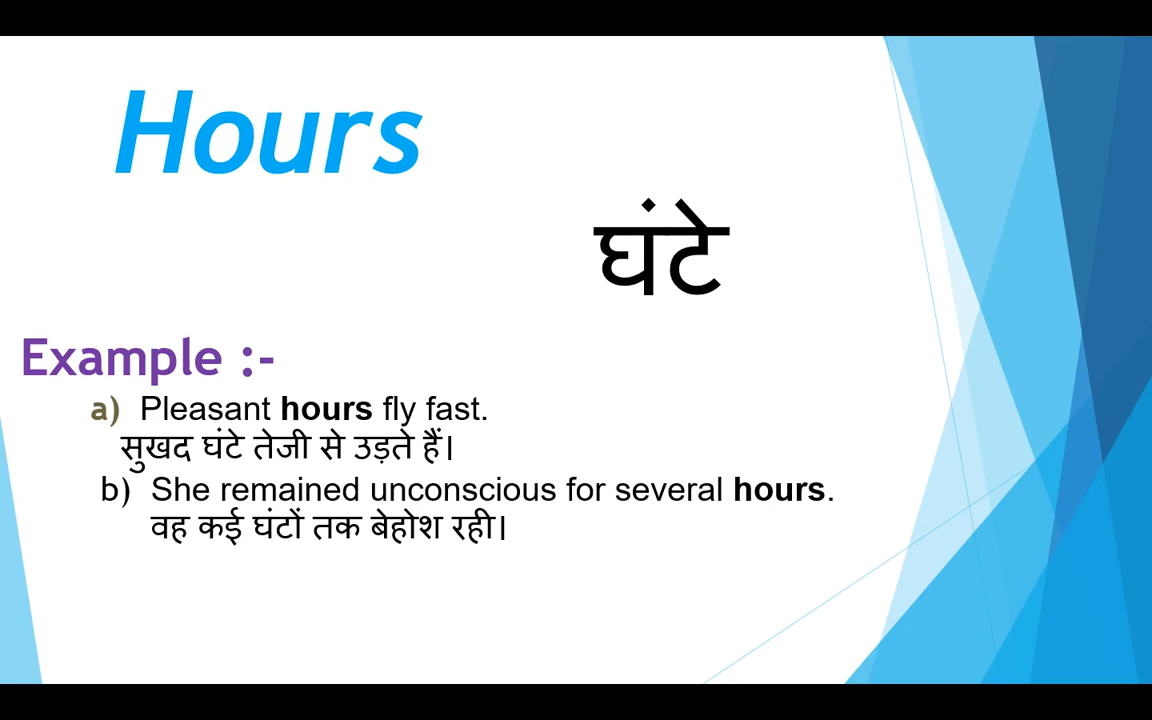 Hours
घंटे
Example :-
a) Pleasant hours fly fast.
सुखद घंटे तेजी से उड़ते हैं।
b) She remained unconscious for several hours.
वह कई घंटों तक बेहोश रही।